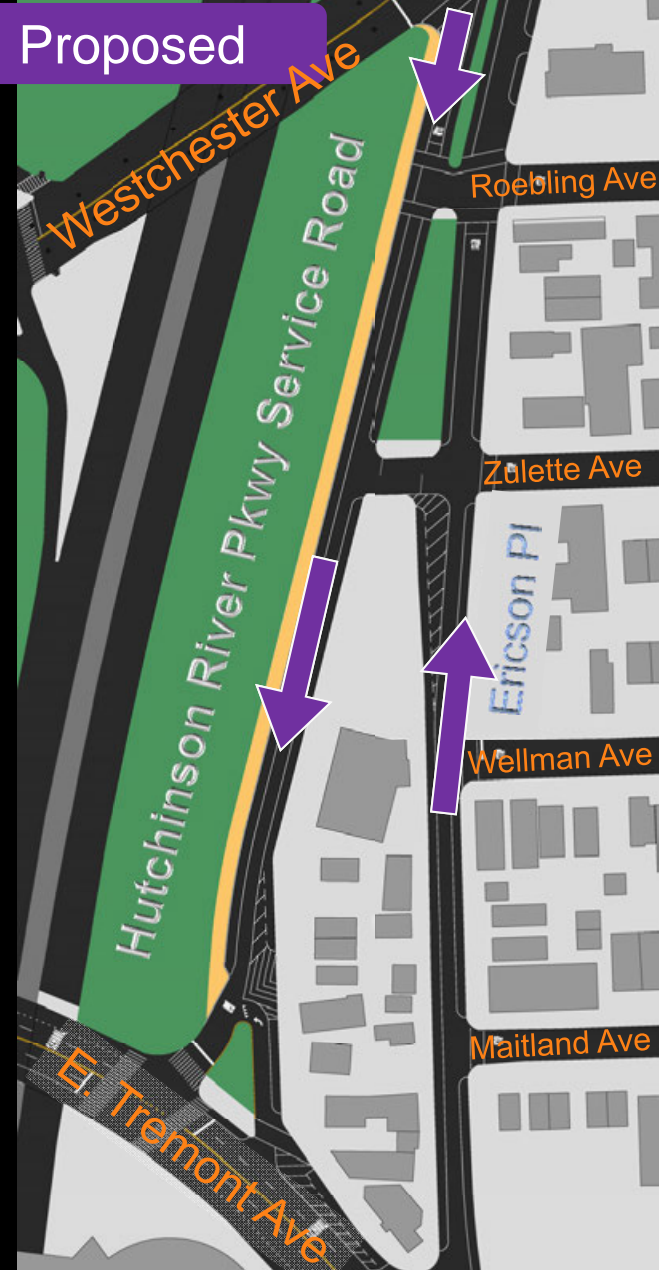 Proposed
Westchester Ave
Roebling Ave
Hutchinson River Pkwy Service Road
Zulette Ave
Ericson Pl
Wellman Ave
Maitland Ave
E. Tremont Ave